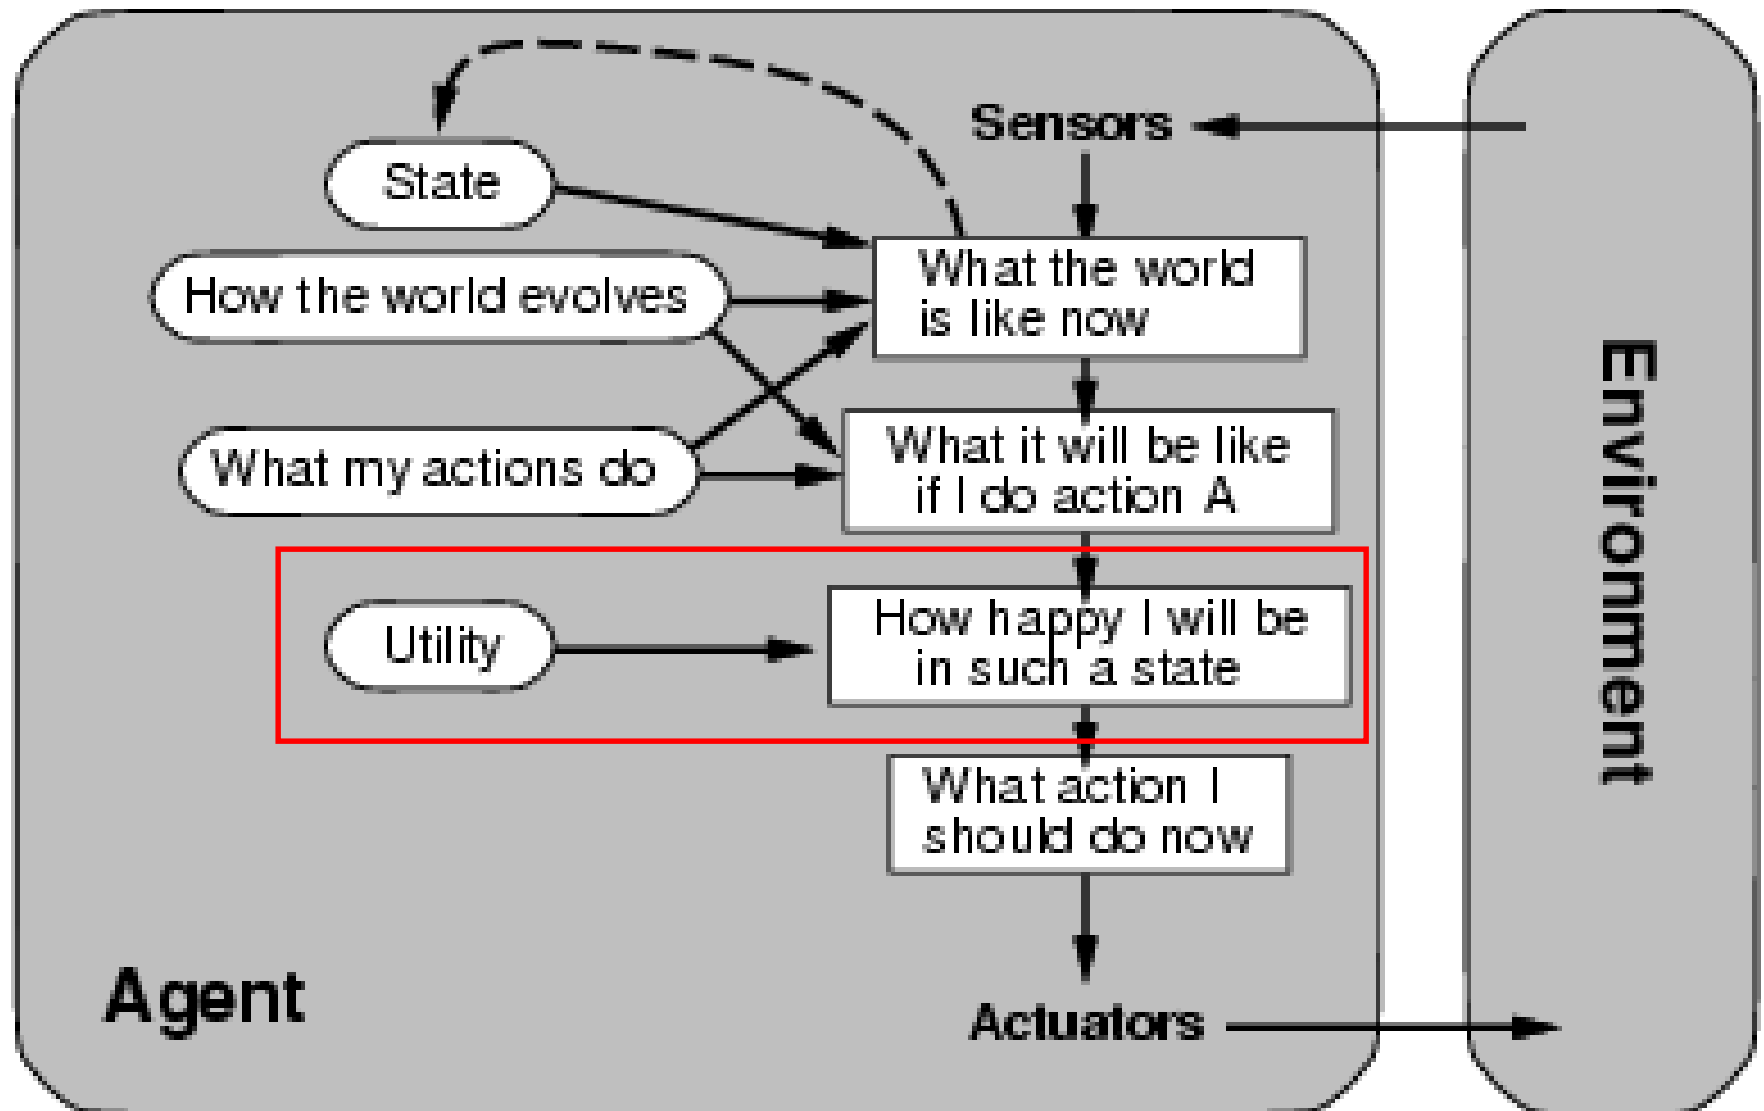 Sensors
State
What the world
is like now
How the world evolves
What my actions do
What it will be like
if I do action A
Utility
How happy I will be
in such a state
What action I
should do now
Agent
Actuators
Environment